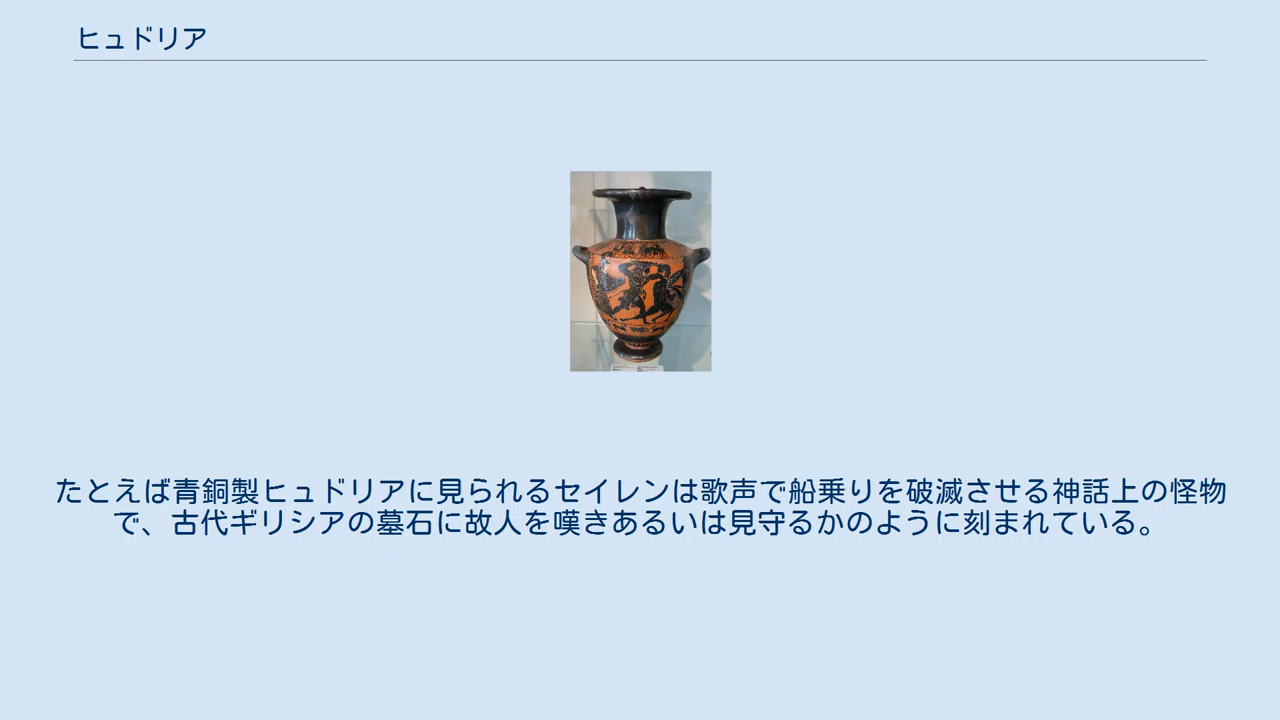 ヒュドリア
たとえば青銅製ヒュドリアに見られるセイレンは歌声で船乗りを破滅させる神話上の怪物
で、古代ギリシアの墓石に故人を嘆きあるいは見守るかのように刻まれている。